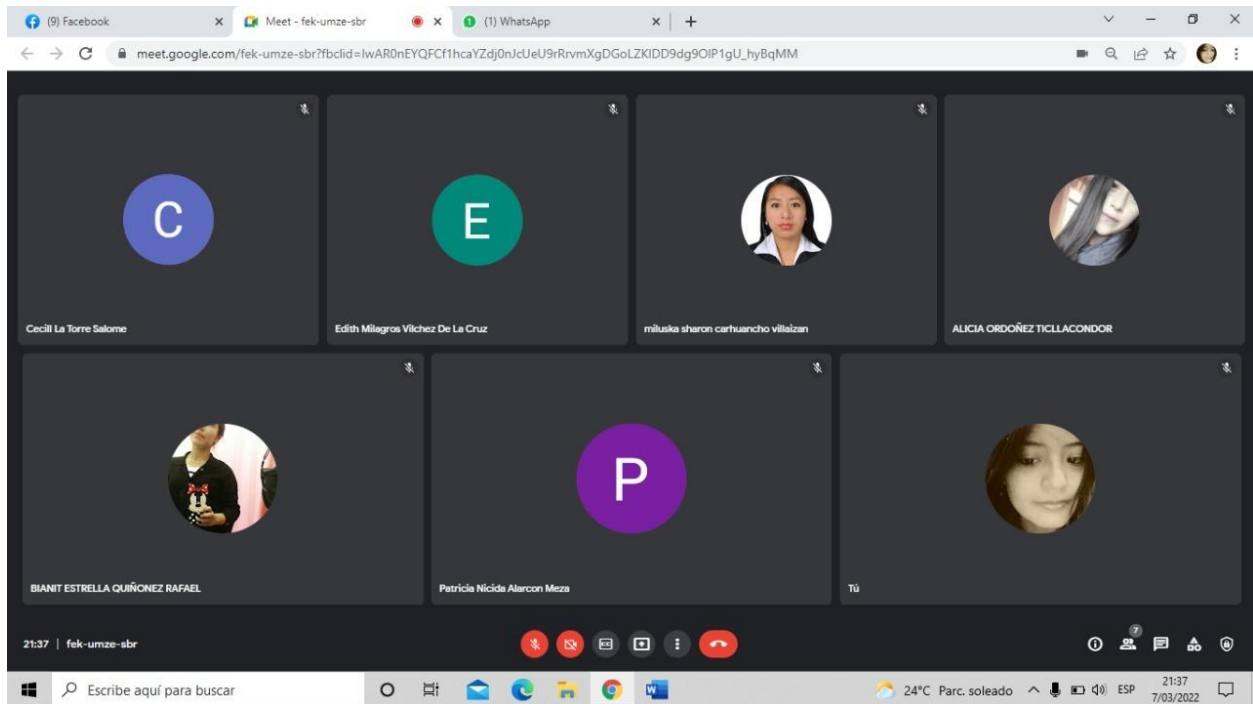 (9) Facebook
Meet - fek-umze-sbr
(1) WhatsApp
meet.google.com/fek-umze-sbr?fbclid=IwAR0nEYQFCf1hcaYZdj0nJcUeU9rRrvmXgDGoLZKIDD9dg9OIP1gU_hyBqMM
C
E
Cecill La Torre Salome
Edith Milagros Vilchez De La Cruz
miluska sharon carhuancho villaizan
ALICIA ORDOÑEZ TICLLACONDOR
P
BIANIT ESTRELLA QUIÑONEZ RAFAEL
Patricia Nicida Alarcon Meza
Tú
21:37 | fek-umze-sbr
7
Escribe aquí para buscar
24°C Parc. soleado
ESP
21:37
7/03/2022